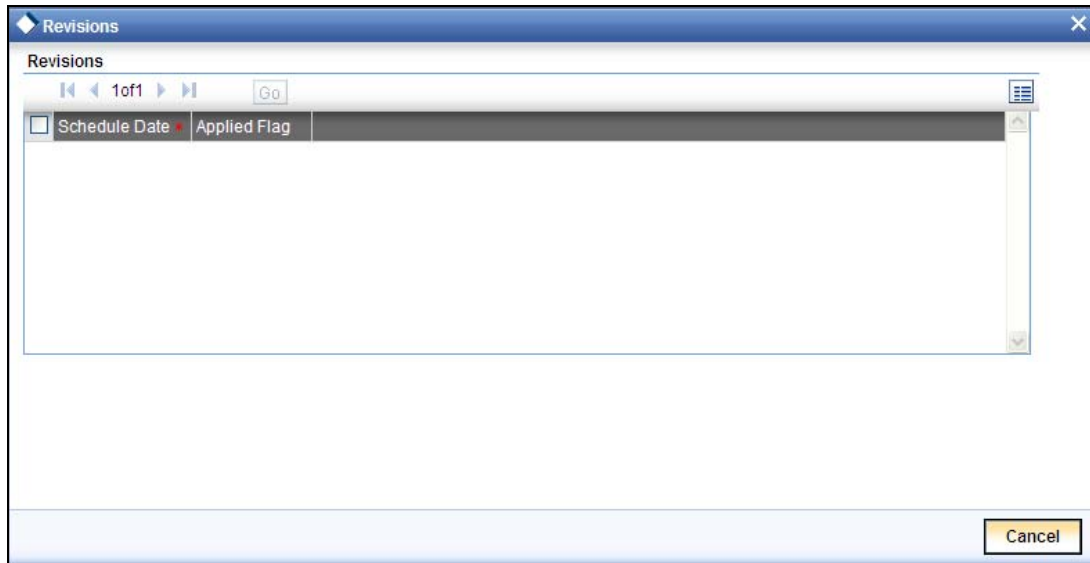 Revisions
Revisions
1of1 Go
Schedule Date * Applied Flag
Cancel